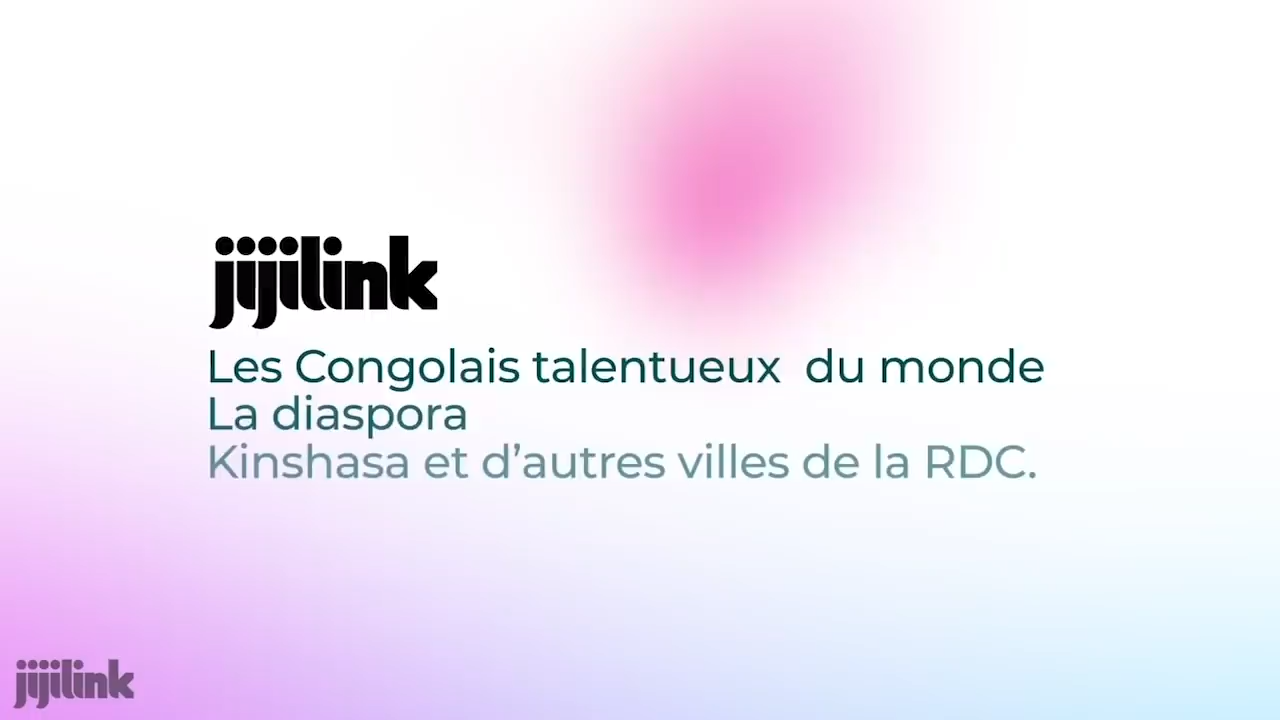 jijilink
Les Congolais talentueux  du monde
La diaspora
Kinshasa et d’autres villes de la RDC.
jijilink